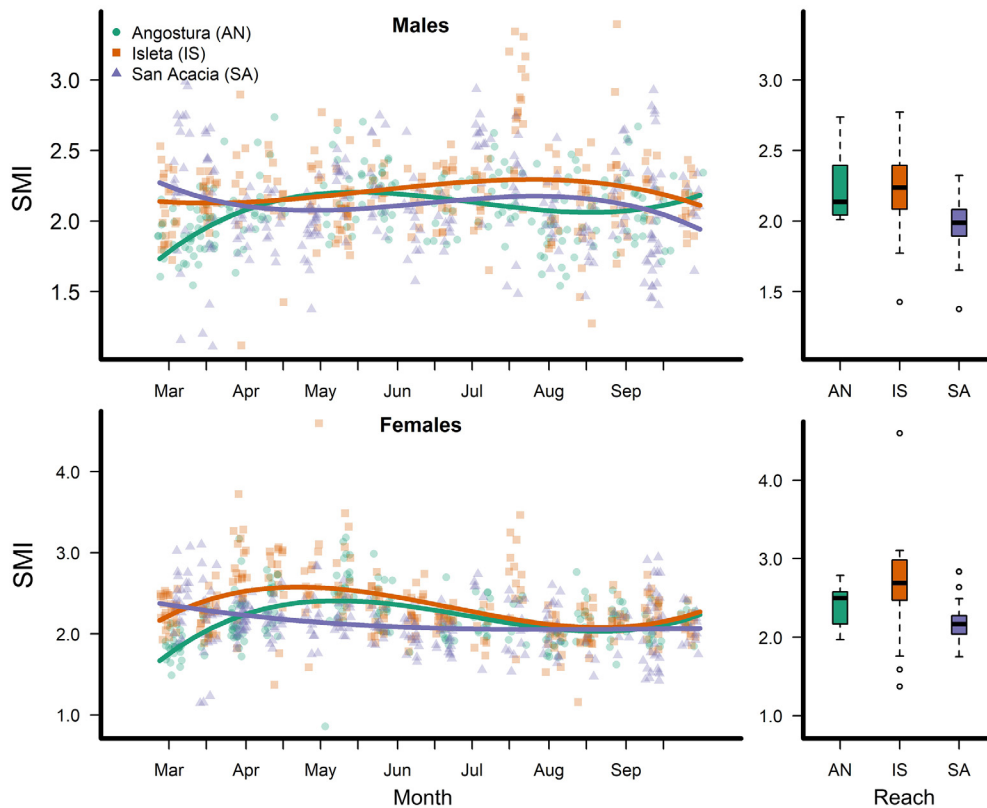 Males
Angostura (AN)
Isleta (IS)
San Acacia (SA)
SMI
3.0
2.5
2.0
1.5
Mar Apr May Jun Jul Aug Sep
3.0
2.5
2.0
1.5
AN IS SA
Females
SMI
4.0
3.0
2.0
1.0
Mar Apr May Jun Jul Aug Sep
Month
4.0
3.0
2.0
1.0
AN IS SA
Reach